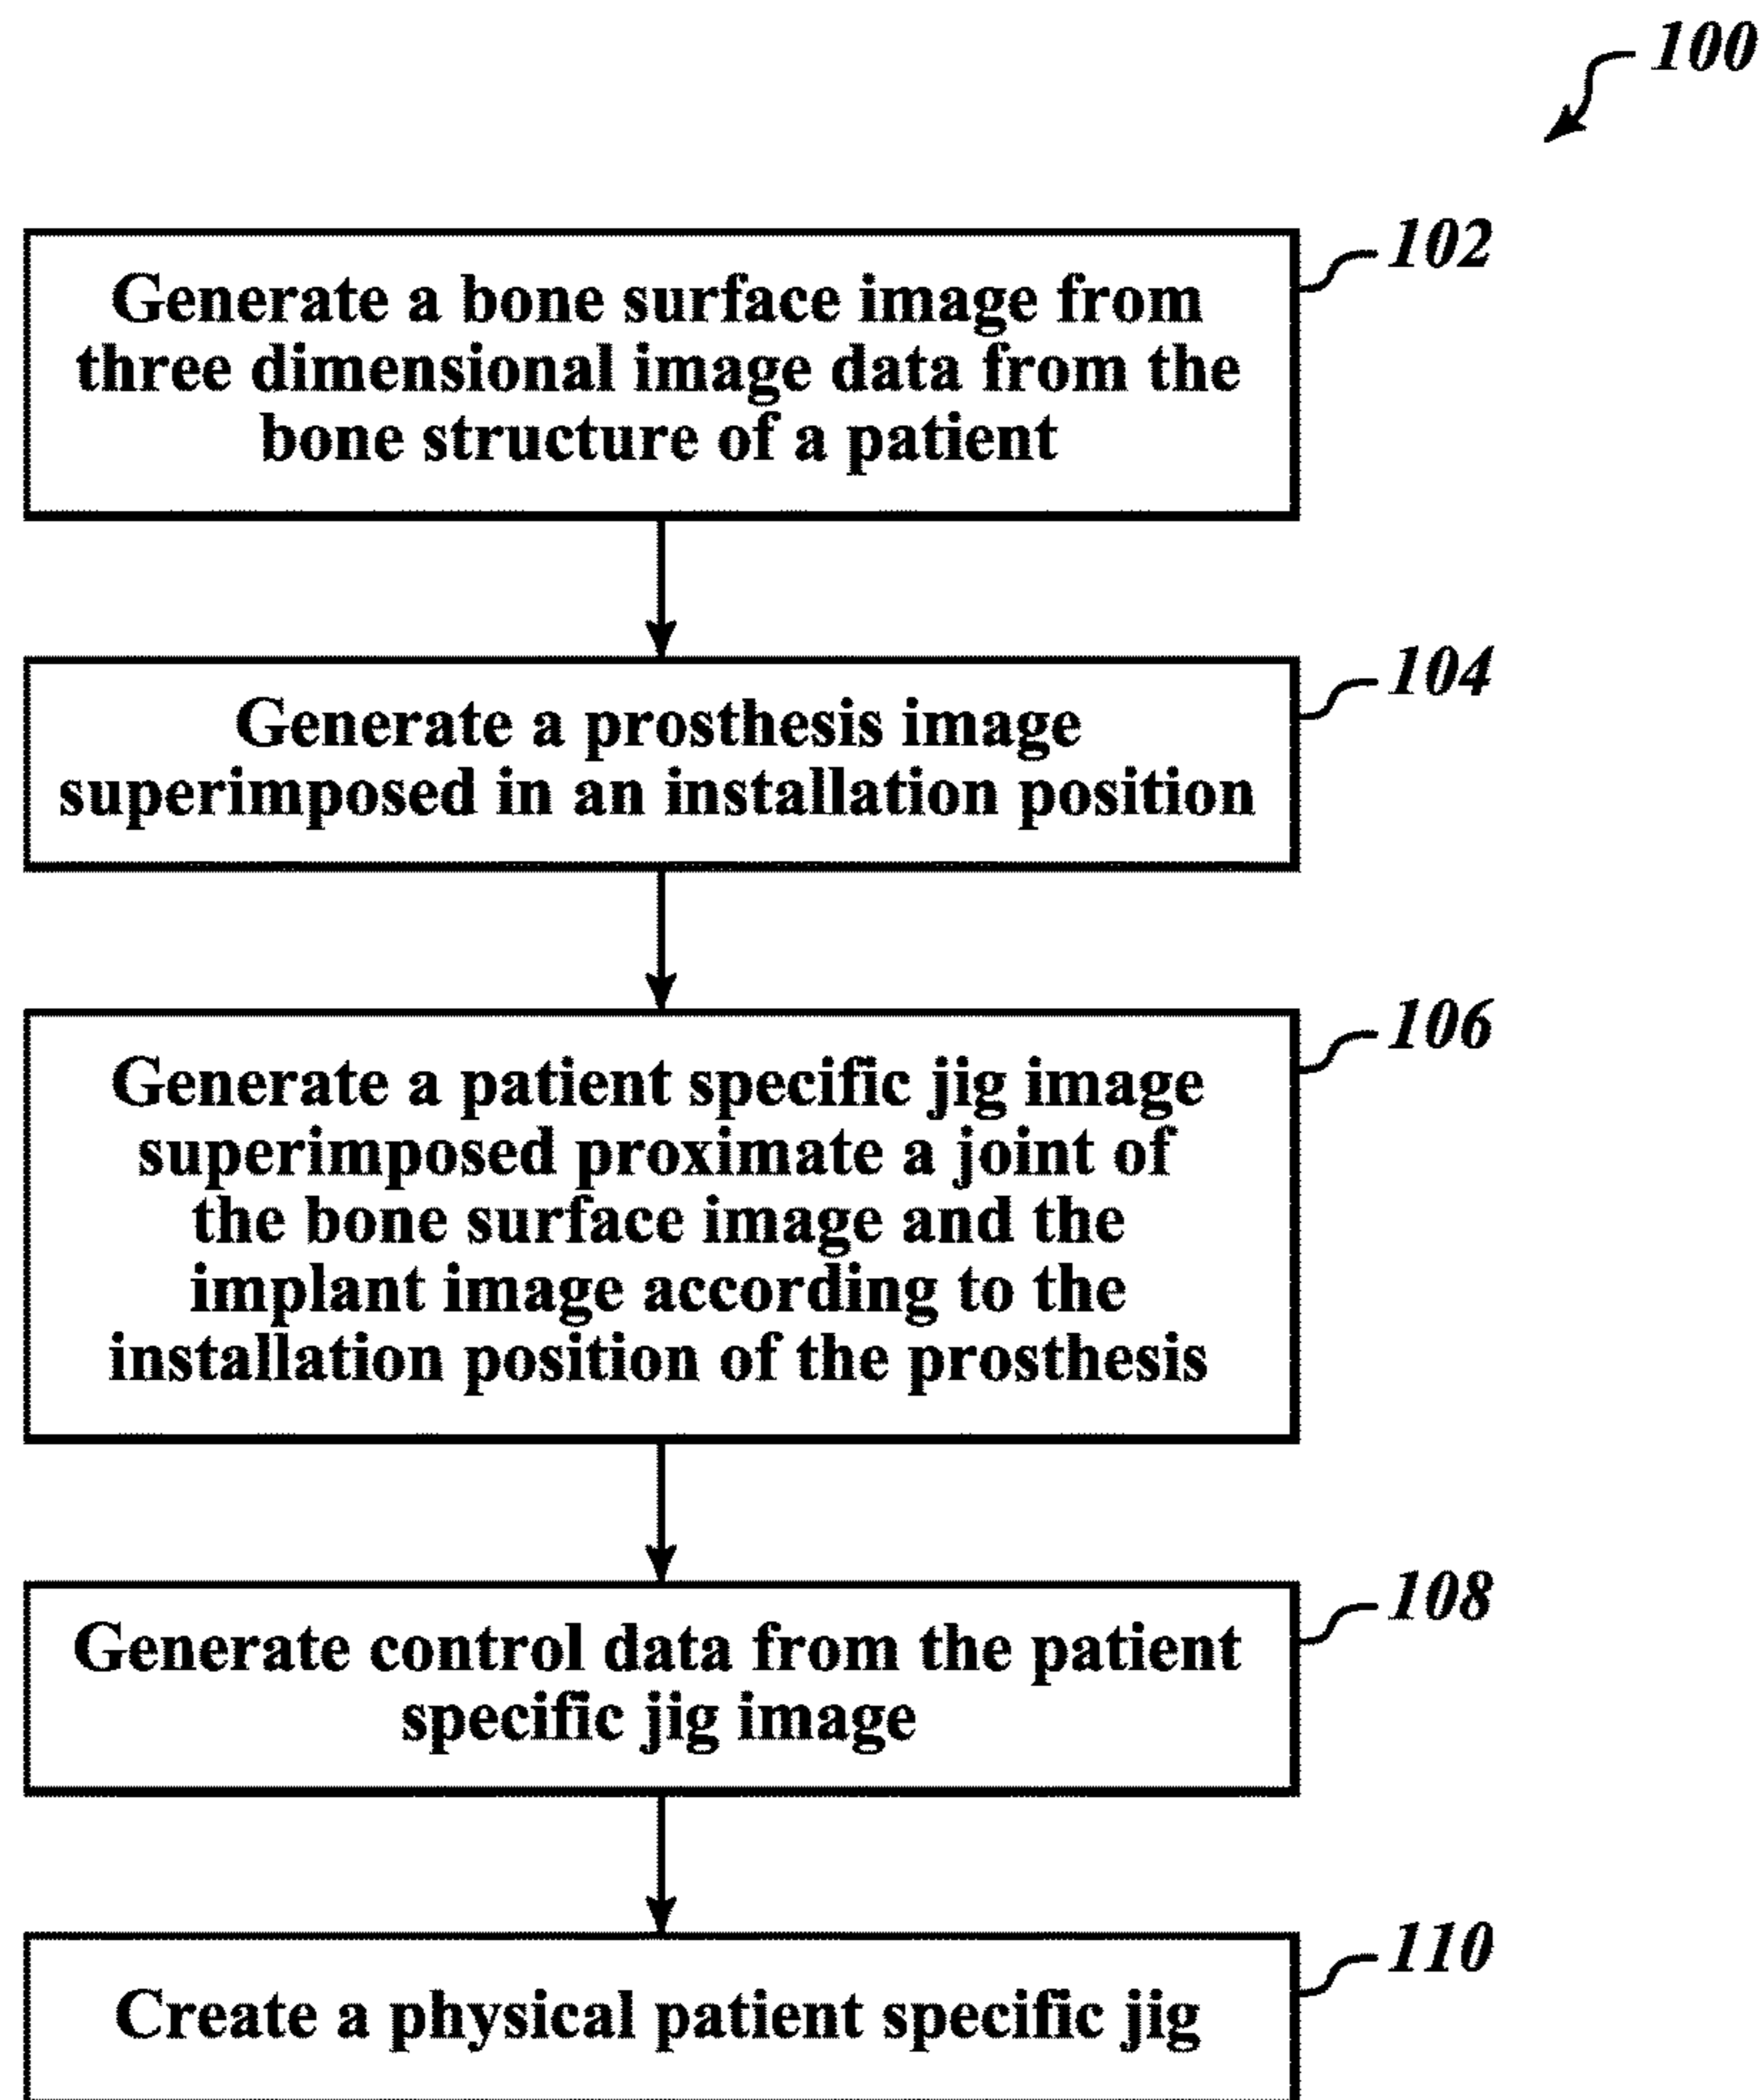 100
102
Generate a bone surface image from
three dimensional image data from the
bone structure of a patient
104
Generate a prosthesis image
superimposed in an installation position
106
Generate a patient specific jig image
superimposed proximate a joint of
the bone surface image and the
implant image according to the
installation position of the prosthesis
108
Generate control data from the patient
specific jig image
110
Create a physical patient specific jig